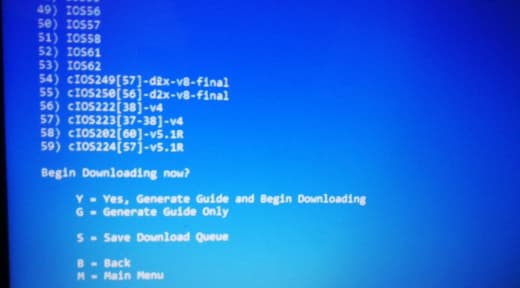 49) IOS56
50) IOS57
51) IOS58
52) IOS61
53) IOS62
54) cIOS249[57]-d2x-v8-final
55) cIOS250[56]-d2x-v8-final
56) cIOS222[38]-v4
57) cIOS223[37-38]-v4
58) cIOS202[60]-v5.1R
59) cIOS224[57]-v5.1R
Begin Downloading now?
Y = Yes, Generate Guide and Begin Downloading
G = Generate Guide Only
S = Save Download Queue
B = Back
M = Main Menu